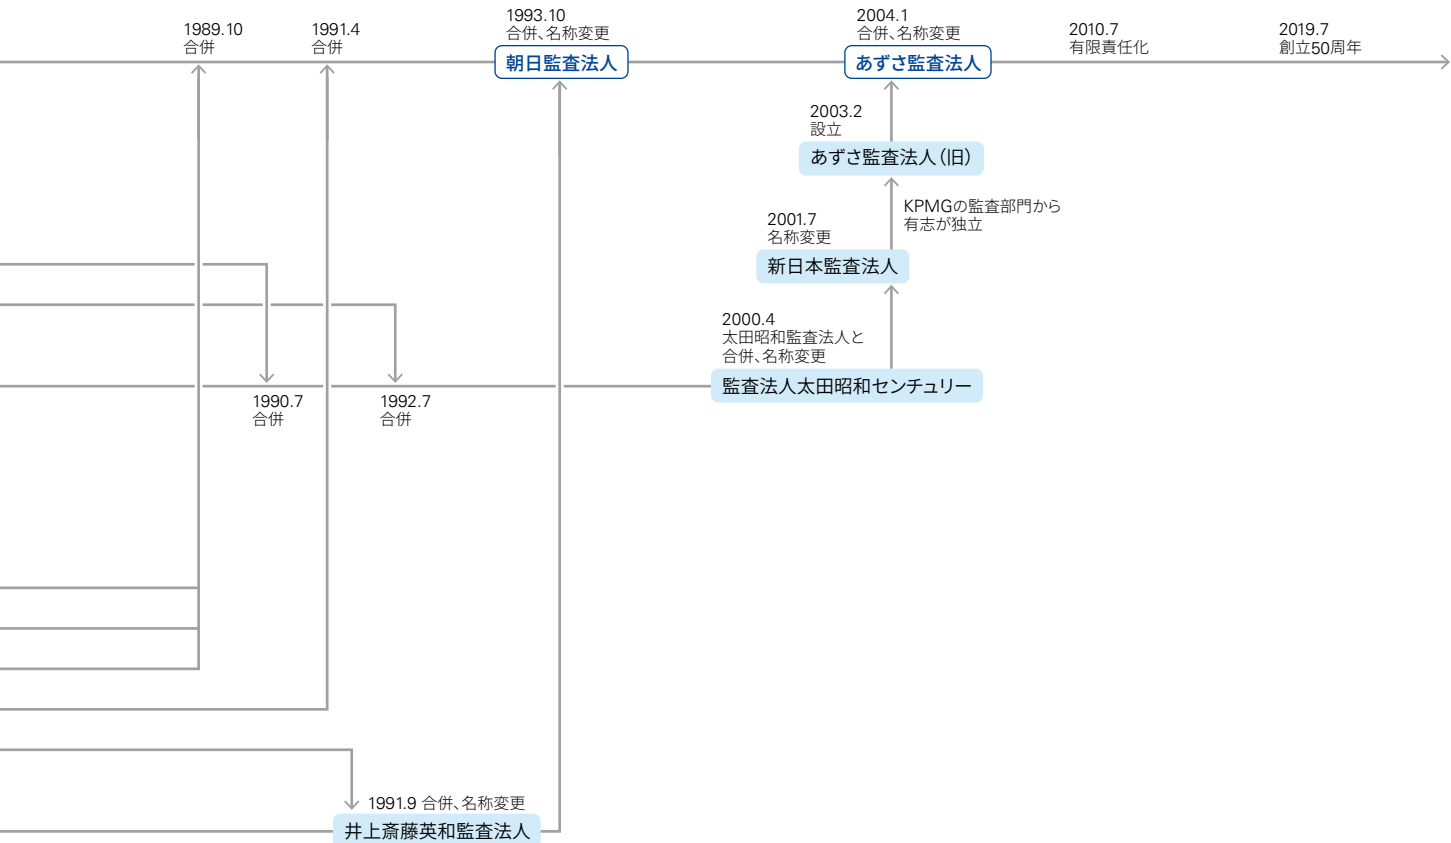 1989.10
合併
1991.4
合併
1993.10
合併、名称変更
朝日監査法人
2004.1
合併、名称変更
あずさ監査法人
2010.7
有限責任化
2019.7
創立50周年
2003.2
設立
あずさ監査法人（旧）
KPMGの監査部門から
有志が独立
2001.7
名称変更
新日本監査法人
2000.4
太田昭和監査法人と
合併、名称変更
監査法人太田昭和センチュリー
1990.7
合併
1992.7
合併
1991.9 合併、名称変更
井上斎藤英和監査法人